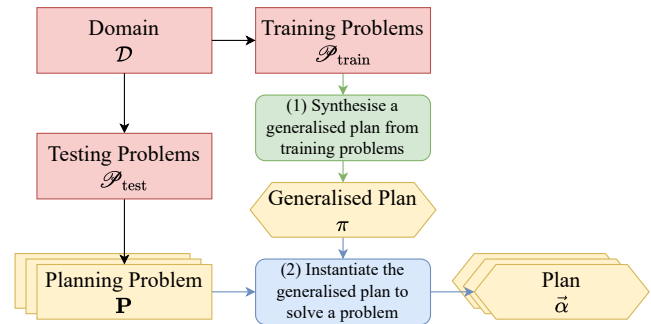 Domain
𝒟
Training Problems
𝒫train
(1) Synthesise a
generalised plan from
training problems
Testing Problems
𝒫test
Generalised Plan
π
Planning Problem
P
(2) Instantiate the
generalised plan to
solve a problem
Plan
α⃗